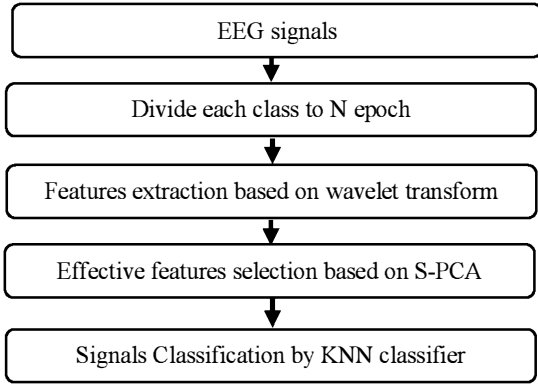 EEG signals
Divide each class to N epoch
Features extraction based on wavelet transform
Effective features selection based on S-PCA
Signals Classification by KNN classifier